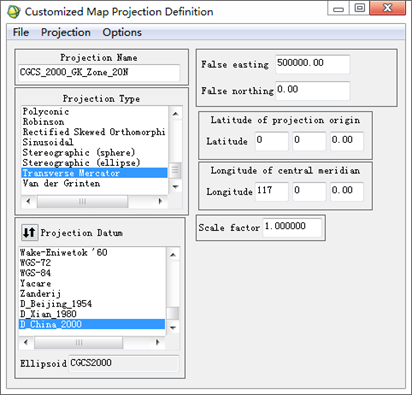 Customized Map Projection Definition
File Projection Options
Projection Name
CGCS_2000_GK_Zone_20N
Projection Type
Polyconic
Robinson
Rectified Skewed Orthomorphi
Sinusoidal
Stereographic (sphere)
Stereographic (ellipse)
Transverse Mercator
Van der Grinten
Projection Datum
Wake-Eniwetok '60
WGS-72
WGS-84
Yacare
Zanderij
D_Beijing_1954
D_Xian_1980
D_China_2000
Ellipsoid CGCS2000
False easting 500000.00
False northing 0.00
Latitude of projection origin
Latitude 0 0 0.00
Longitude of central meridian
Longitude 117 0 0.00
Scale factor 1.000000